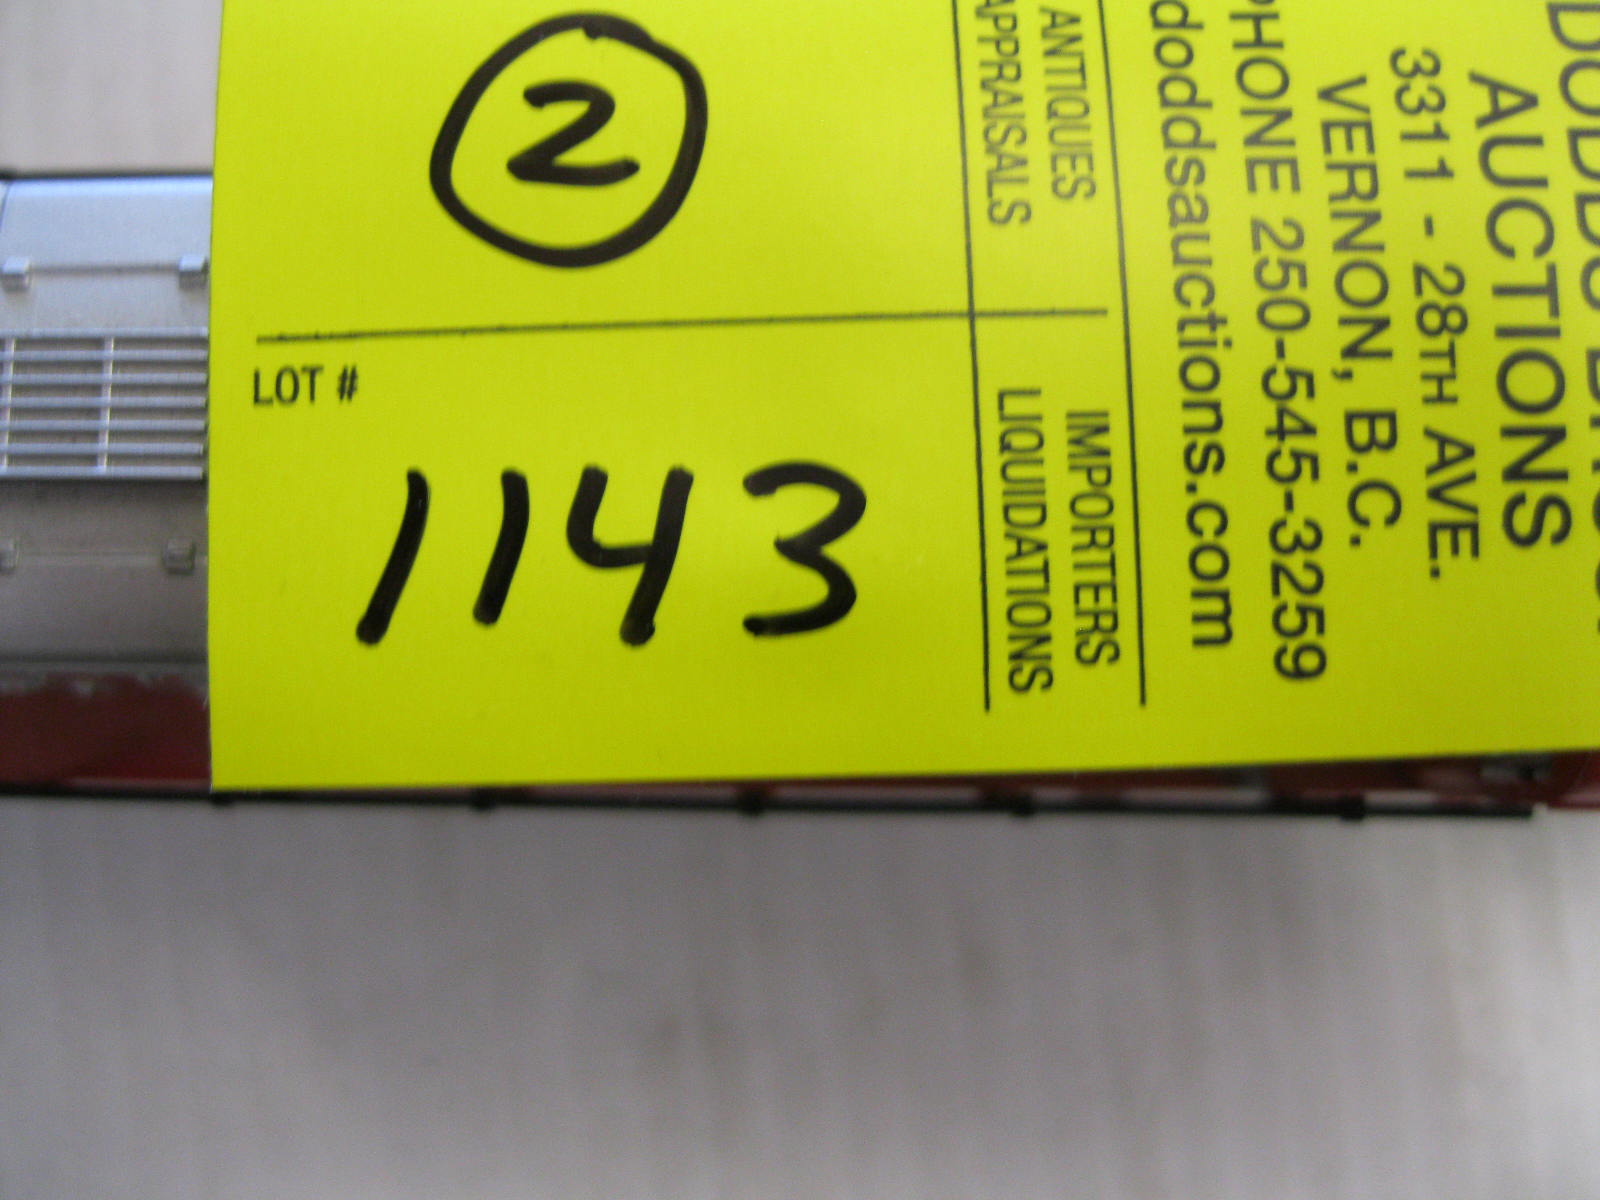 2
LOT #
1143
AUCTIONS
3311 - 28TH AVE.
VERNON, B.C.
PHONE 250-545-3259
doddsauctions.com
ANTIQUES
APPRAISALS
IMPORTERS
LIQUIDATIONS